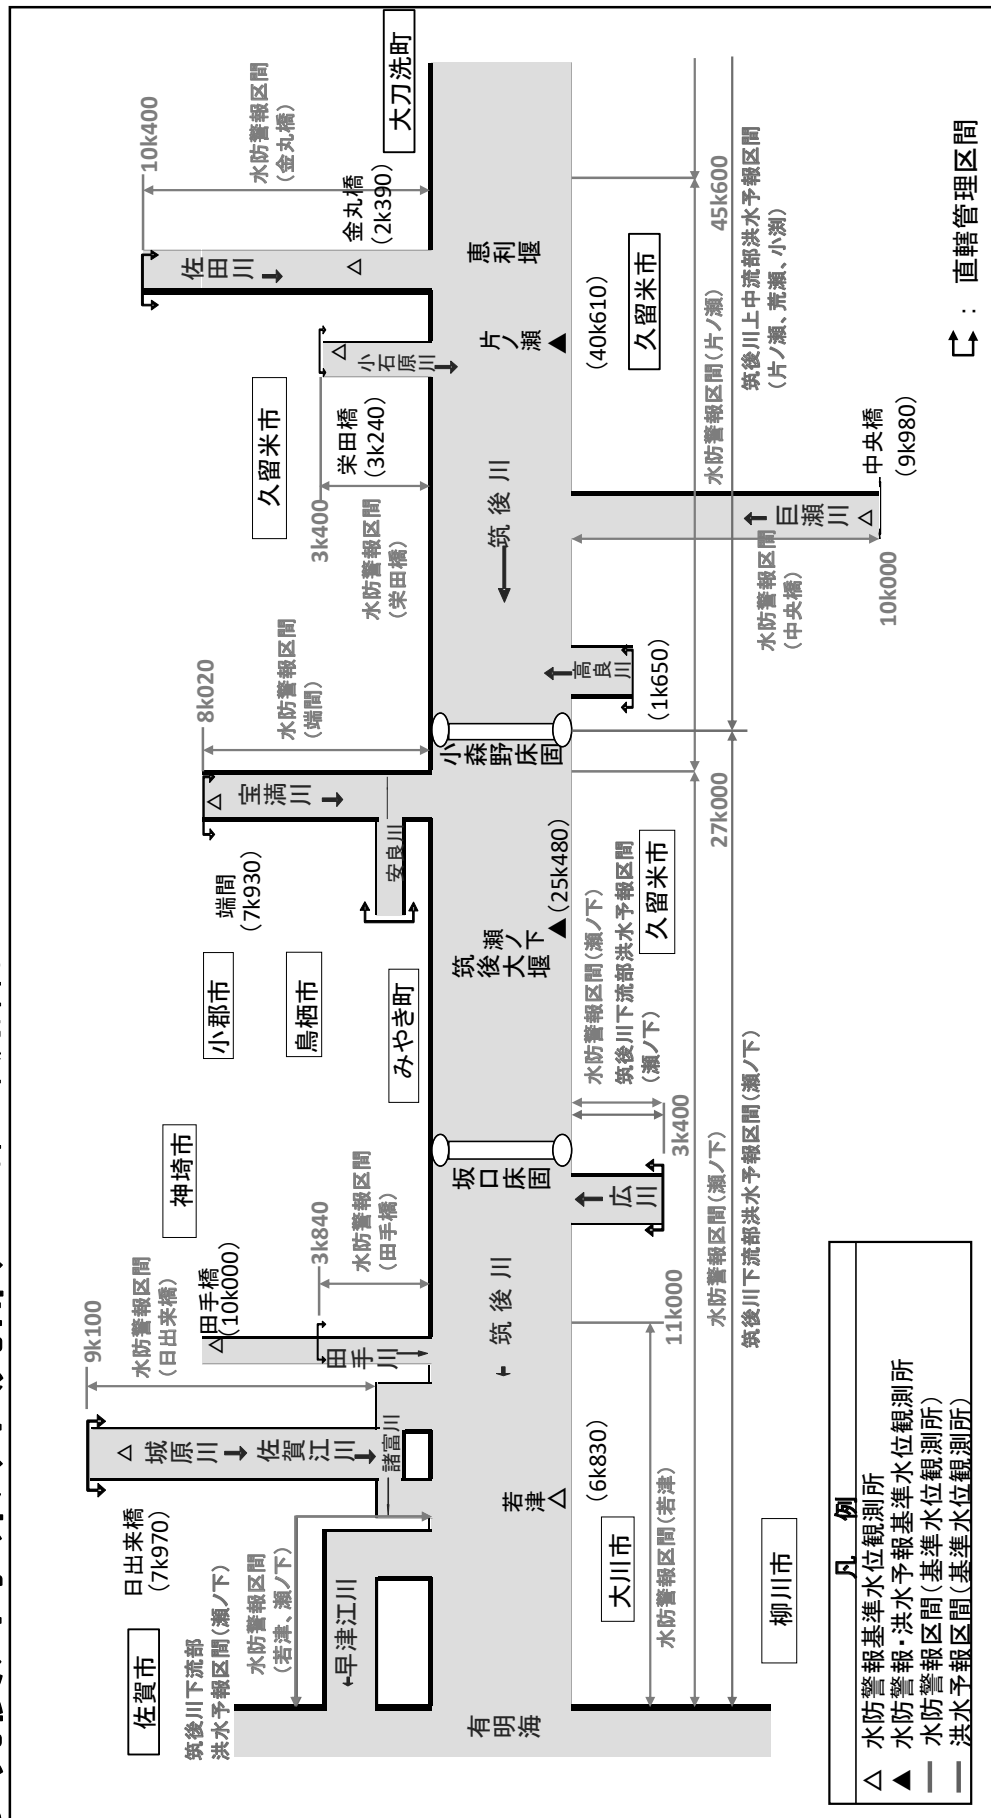 佐賀市
神埼市
小郡市
鳥栖市
みやき町
久留米市
大刀洗町
筑後川下流部
洪水予報区間(瀬ノ下)
水防警報区間
(若津、瀬ノ下)
日出来橋
(7k970)
9k100
水防警報区間
(日出来橋)
城原川
佐賀江川
諸富川
早津江川
田手橋
(10k000)
田手川
3k840
水防警報区間
(田手橋)
端間
(7k930)
宝満川
安良川
8k020
水防警報区間
(端間)
3k400
水防警報区間
(栄田橋)
栄田橋
(3k240)
小石原川
佐田川
金丸橋
(2k390)
10k400
水防警報区間
(金丸橋)
有明海
若津
(6k830)
筑後川
坂口床固
筑後大堰
瀬ノ下
(25k480)
小森野床固
筑後川
片ノ瀬
(40k610)
恵利堰
広川
3k400
高良川
(1k650)
巨瀬川
中央橋
(9k980)
10k000
水防警報区間
(中央橋)
大川市
柳川市
久留米市
久留米市
水防警報区間(若津)
11k000
水防警報区間(瀬ノ下)
筑後川下流部洪水予報区間
(瀬ノ下)
水防警報区間(瀬ノ下)
筑後川下流部洪水予報区間(瀬ノ下)
27k000
水防警報区間(片ノ瀬)
45k600
筑後川上中流部洪水予報区間
(片ノ瀬、荒瀬、小渕)
：直轄管理区間
凡 例
△ 水防警報基準水位観測所
▲ 水防警報・洪水予報基準水位観測所
水防警報区間(基準水位観測所)
洪水予報区間(基準水位観測所)